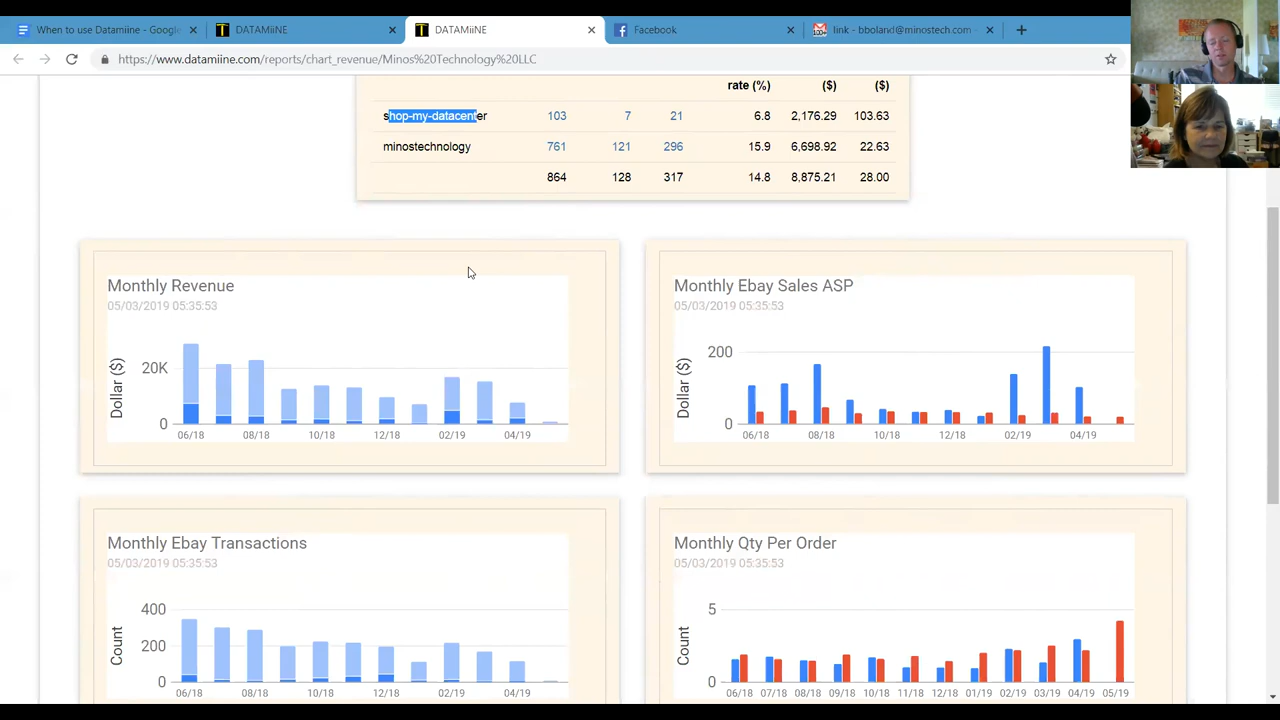 When to use Datamiine - Google
DATAMiiNE
DATAMiiNE
Facebook
link - bboland@minostech.com -
https://www.datamiine.com/reports/chart_revenue/Minos%20Technology%20LLC
rate (%) ($) ($)
shop-my-datacenter 103 7 21 6.8 2,176.29 103.63
minostechnology 761 121 296 15.9 6,698.92 22.63
864 128 317 14.8 8,875.21 28.00
Monthly Revenue
05/03/2019 05:35:53
Dollar ($)
20K
0
06/18 08/18 10/18 12/18 02/19 04/19
Monthly Ebay Sales ASP
05/03/2019 05:35:53
Dollar ($)
200
0
06/18 08/18 10/18 12/18 02/19 04/19
Monthly Ebay Transactions
05/03/2019 05:35:53
Count
400
200
0
06/18 08/18 10/18 12/18 02/19 04/19
Monthly Qty Per Order
05/03/2019 05:35:53
Count
5
0
06/18 07/18 08/18 09/18 10/18 11/18 12/18 01/19 02/19 03/19 04/19 05/19